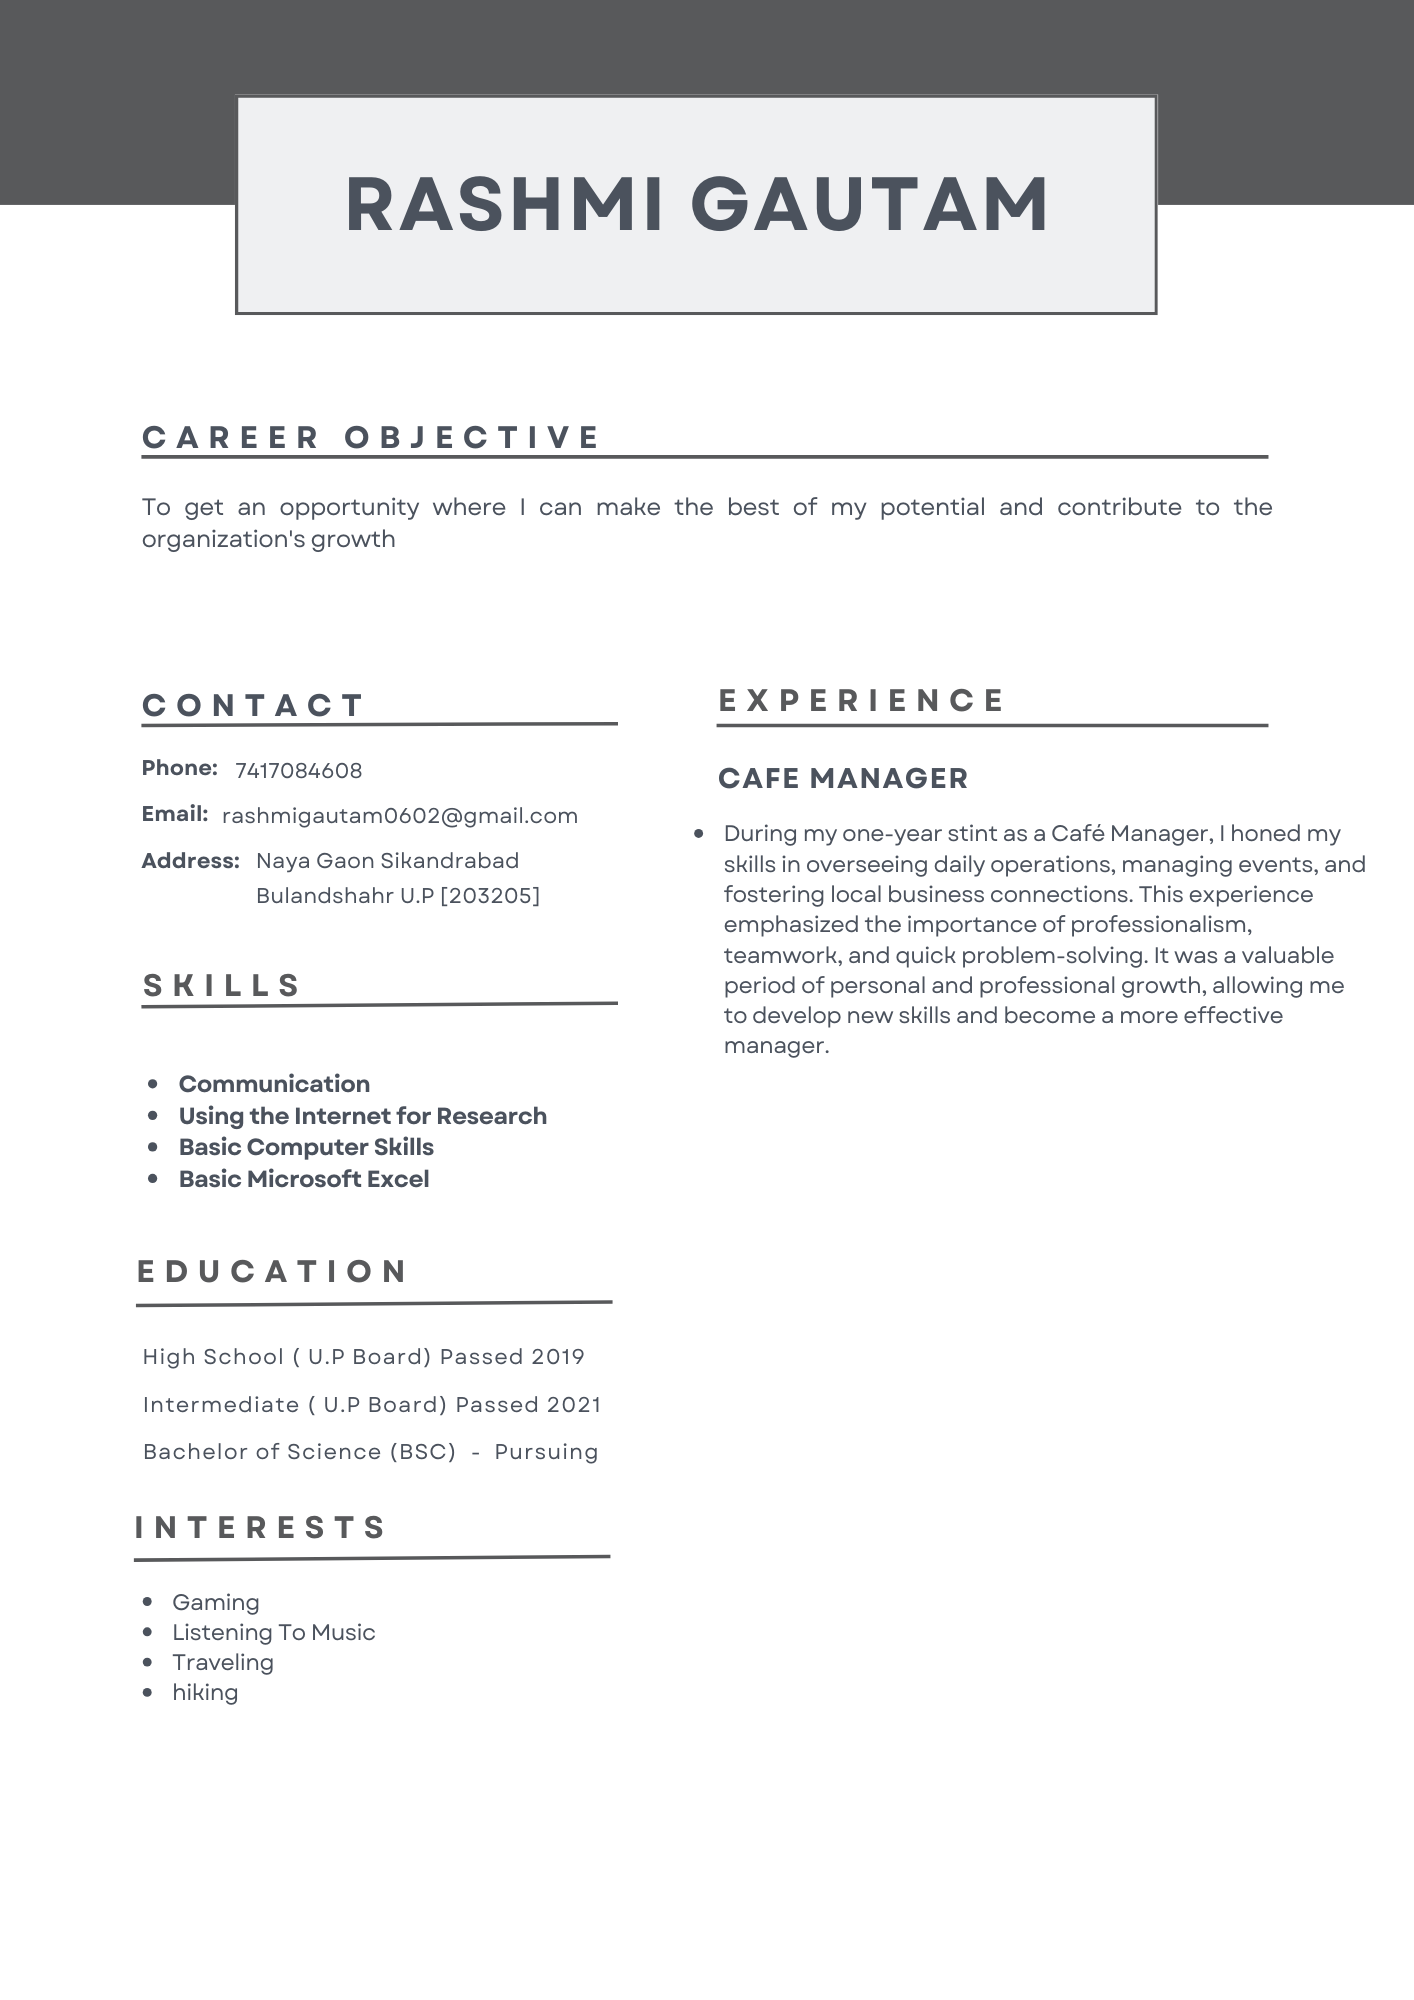 RASHMI GAUTAM
CAREER OBJECTIVE
To get an opportunity where I can make the best of my potential and contribute to the
organization's growth
CONTACT
Phone: 7417084608
Email: rashmigautam0602@gmail.com
Address: Naya Gaon Sikandrabad
Bulandshahr U.P [203205]
SKILLS
• Communication
• Using the Internet for Research
• Basic Computer Skills
• Basic Microsoft Excel
EDUCATION
High School ( U.P Board) Passed 2019
Intermediate ( U.P Board) Passed 2021
Bachelor of Science (BSC) - Pursuing
INTERESTS
• Gaming
• Listening To Music
• Traveling
• hiking
EXPERIENCE
CAFE MANAGER
• During my one-year stint as a Café Manager, I honed my
skills in overseeing daily operations, managing events, and
fostering local business connections. This experience
emphasized the importance of professionalism,
teamwork, and quick problem-solving. It was a valuable
period of personal and professional growth, allowing me
to develop new skills and become a more effective
manager.